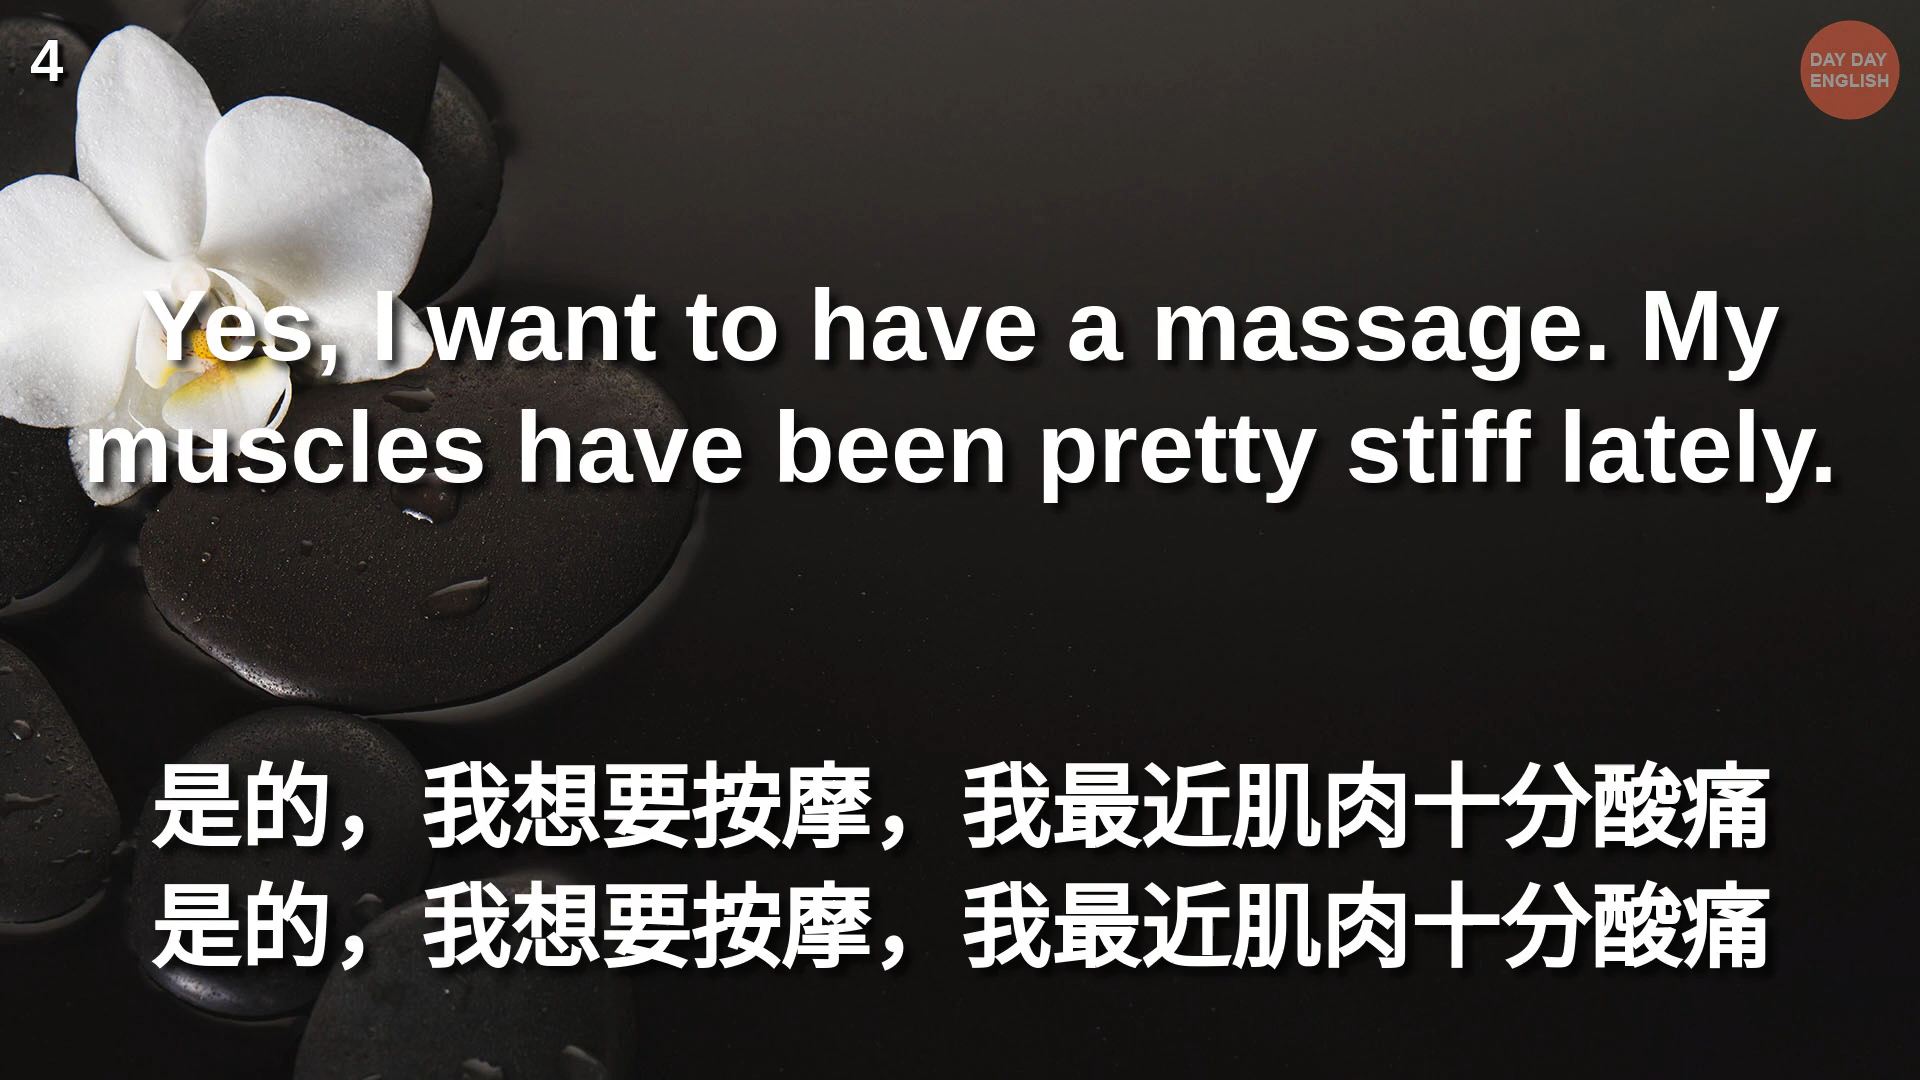 4
DAY DAY
ENGLISH
Yes, I want to have a massage. My
muscles have been pretty stiff lately.
是的，我想要按摩，我最近肌肉十分酸痛
是的，我想要按摩，我最近肌肉十分酸痛